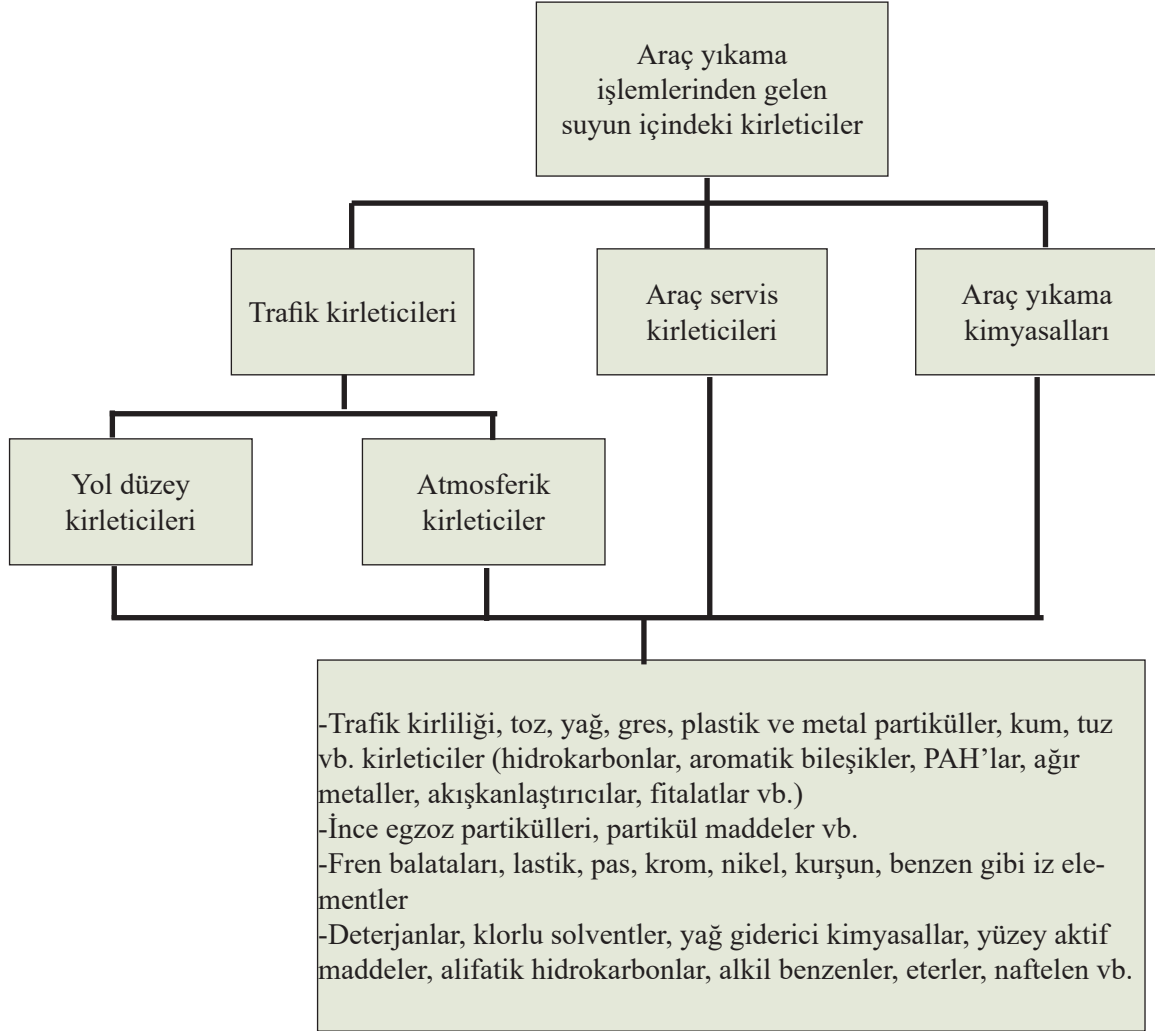 Araç yıkama
işlemlerinden gelen
suyun içindeki kirleticiler
Trafik kirleticileri
Araç servis
kirleticileri
Araç yıkama
kimyasalları
Yol düzey
kirleticileri
Atmosferik
kirleticiler
-Trafik kirliliği, toz, yağ, gres, plastik ve metal partiküller, kum, tuz
vb. kirleticiler (hidrokarbonlar, aromatik bileşikler, PAH’lar, ağır
metaller, akışkanlaştırıcılar, fitalatlar vb.)
-İnce egzoz partikülleri, partikül maddeler vb.
-Fren balataları, lastik, pas, krom, nikel, kurşun, benzen gibi iz ele-
mentler
-Deterjanlar, klorlu solventler, yağ giderici kimyasallar, yüzey aktif
maddeler, alifatik hidrokarbonlar, alkil benzenler, eterler, naftelen vb.